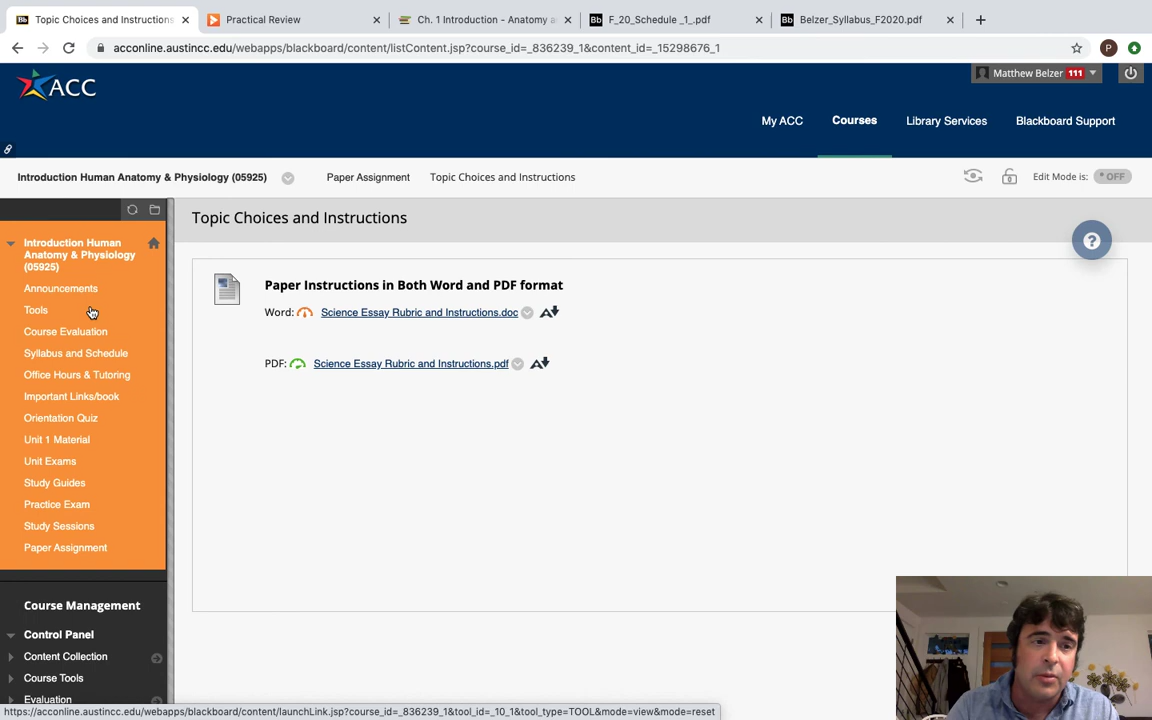 Topic Choices and Instructions
Practical Review
Ch. 1 Introduction - Anatomy a
F_20_Schedule _1_.pdf
Belzer_Syllabus_F2020.pdf
acconline.austincc.edu/webapps/blackboard/content/listContent.jsp?course_id=_836239_1&content_id=_15298676_1
P
ACC
Matthew Belzer 111
My ACC
Courses
Library Services
Blackboard Support
Introduction Human Anatomy & Physiology (05925)
Paper Assignment
Topic Choices and Instructions
Edit Mode is:
OFF
Topic Choices and Instructions
Introduction Human
Anatomy & Physiology
(05925)
Announcements
Tools
Course Evaluation
Syllabus and Schedule
Office Hours & Tutoring
Important Links/book
Orientation Quiz
Unit 1 Material
Unit Exams
Study Guides
Practice Exam
Study Sessions
Paper Assignment
Paper Instructions in Both Word and PDF format
Word: Science Essay Rubric and Instructions.doc
PDF: Science Essay Rubric and Instructions.pdf
Course Management
Control Panel
Content Collection
Course Tools
Evaluation
https://acconline.austincc.edu/webapps/blackboard/content/launchLink.jsp?course_id=_836239_1&tool_id=_10_1&tool_type=TOOL&mode=view&mode=reset